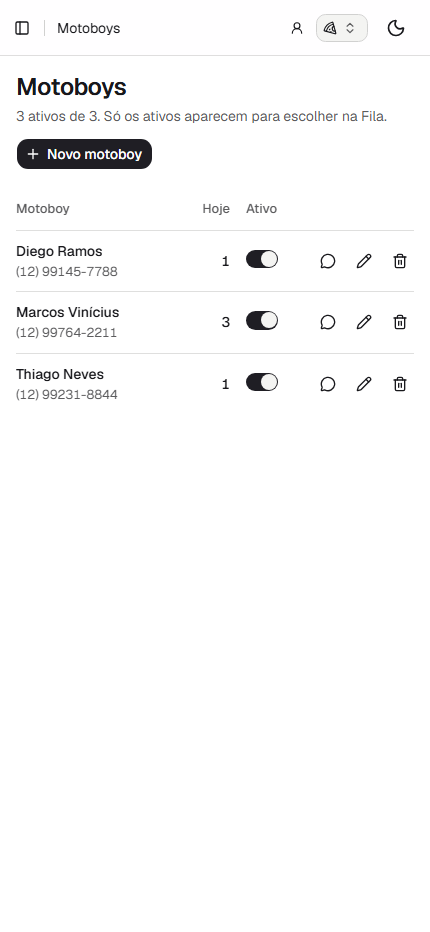 Motoboys
Motoboys
3 ativos de 3. Só os ativos aparecem para escolher na Fila.
Novo motoboy
Motoboy Hoje Ativo
Diego Ramos
(12) 99145-7788
1
Marcos Vinícius
(12) 99764-2211
3
Thiago Neves
(12) 99231-8844
1